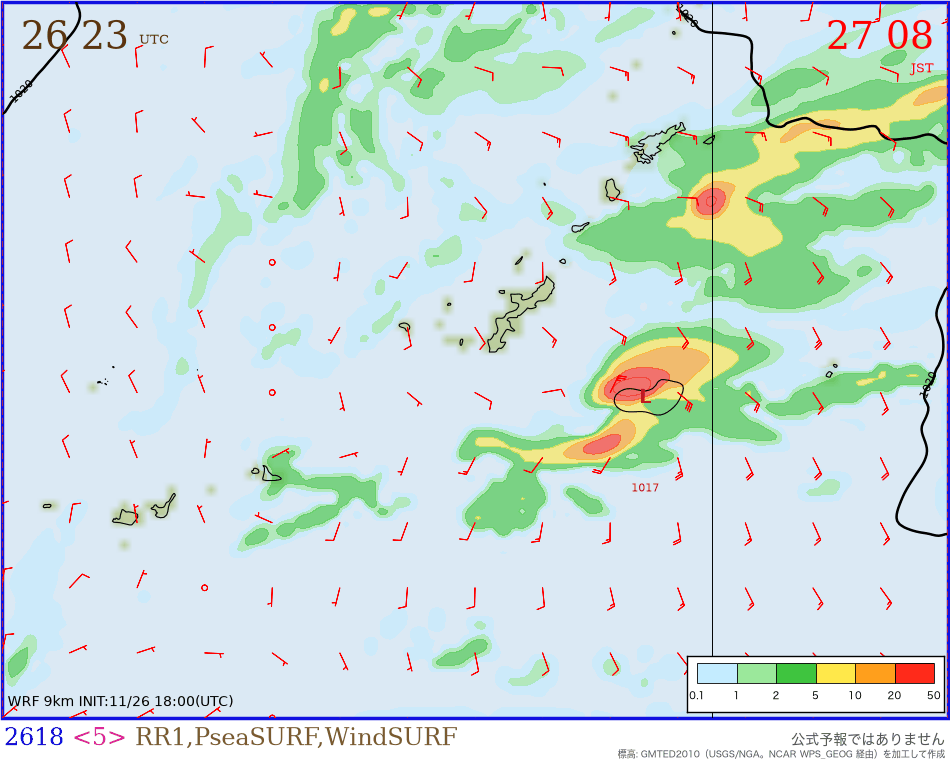 26 23 UTC
27 08
JST
1020
1020
1020
L
1017
WRF 9km INIT:11/26 18:00(UTC)
0.1 1 2 5 10 20 50
2618 <5> RR1,PseaSURF,WindSURF
公式予報ではありません
標高: GMTED2010（USGS/NGA。NCAR WPS_GEOG 経由）を加工して作成